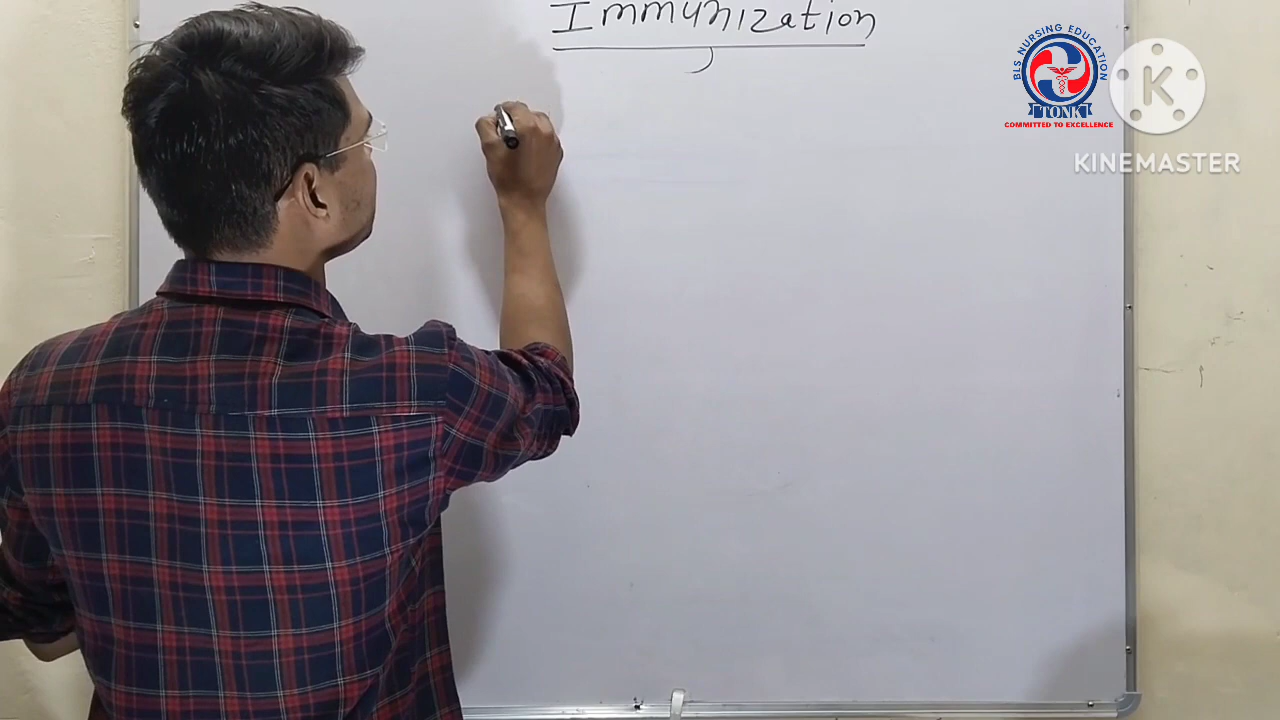 Immunization
BLS NURSING EDUCATION
TONK
COMMITTED TO EXCELLENCE
K
KINEMASTER